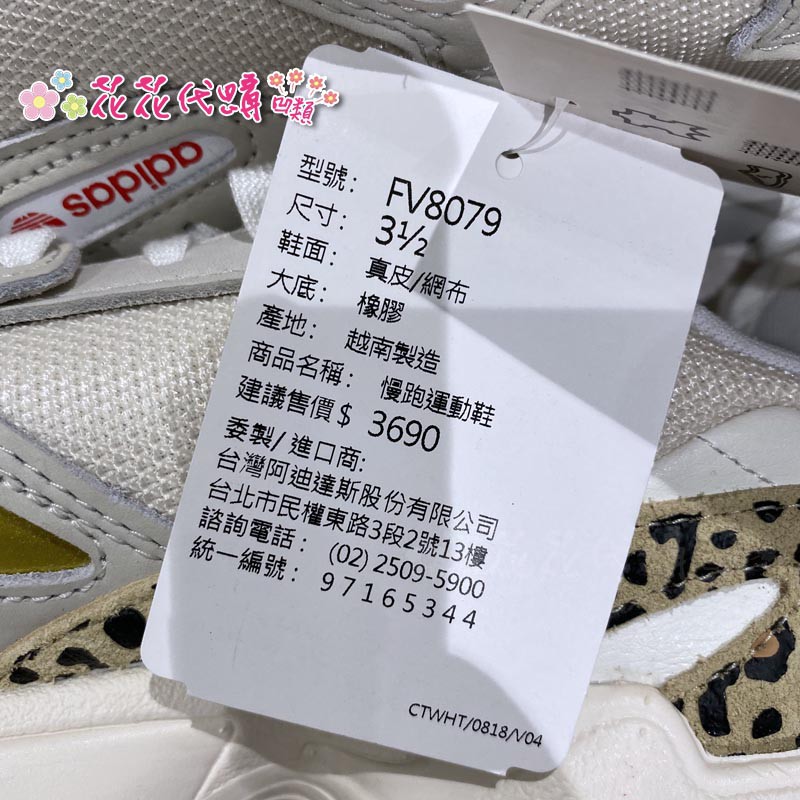 花花代購
凹類
adidas
型號： FV8079
尺寸： 3½
鞋面： 真皮/網布
大底： 橡膠
產地： 越南製造
商品名稱： 慢跑運動鞋
建議售價$ 3690
委製/進口商:
台灣阿迪達斯股份有限公司
台北市民權東路3段2號13樓
諮詢電話： (02) 2509-5900
統一編號： 97165344
CTWHT/0818/V04